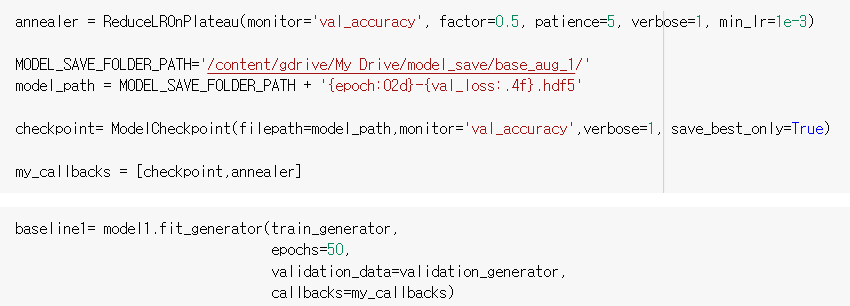 annealer = ReduceLROnPlateau(monitor='val_accuracy', factor=0.5, patience=5, verbose=1, min_lr=1e-3)
MODEL_SAVE_FOLDER_PATH='/content/gdrive/My Drive/model_save/base_aug_1/'
model_path = MODEL_SAVE_FOLDER_PATH + '{epoch:02d}-{val_loss:.4f}.hdf5'
checkpoint= ModelCheckpoint(filepath=model_path,monitor='val_accuracy',verbose=1, save_best_only=True)
my_callbacks = [checkpoint,annealer]
baseline1= model1.fit_generator(train_generator,
epochs=50,
validation_data=validation_generator,
callbacks=my_callbacks)